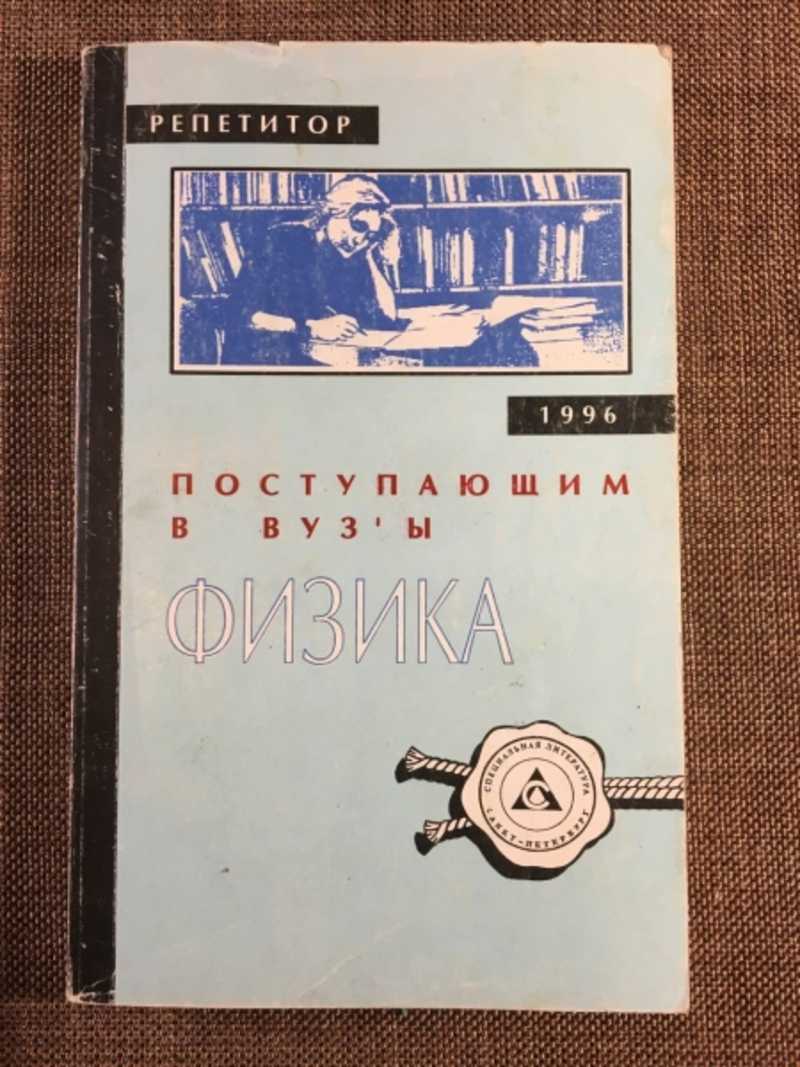 РЕПЕТИТОР
1996
ПОСТУПАЮЩИМ
В ВУЗ'Ы
ФИЗИКА
СПЕЦИАЛЬНАЯ ЛИТЕРАТУРА
САНКТ-ПЕТЕРБУРГ